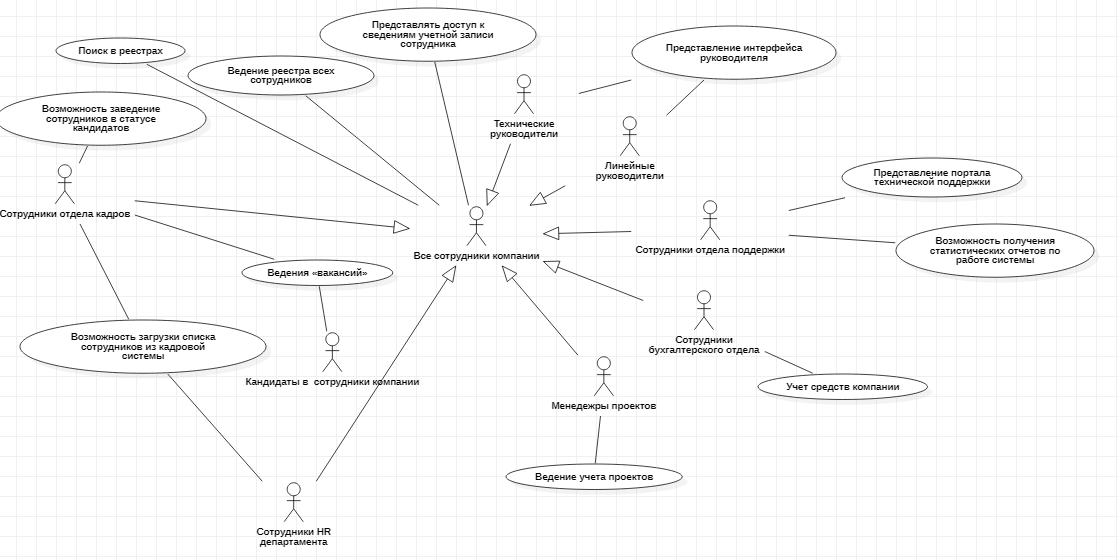 Представлять доступ к
сведениям учетной записи
сотрудника
Поиск в реестрах
Ведение реестра всех
сотрудников
Представление интерфейса
руководителя
Возможность заведение
сотрудников в статусе
кандидатов
Технические
руководители
Линейные
руководители
Представление портала
технической поддержки
Сотрудники отдела кадров
Все сотрудники компании
Сотрудники отдела поддержки
Возможность получения
статистических отчетов по
работе системы
Ведения «вакансий»
Возможность загрузки списка
сотрудников из кадровой
системы
Сотрудники
бухгалтерского отдела
Кандидаты в сотрудники компании
Учет средств компании
Менедежры проектов
Ведение учета проектов
Сотрудники HR
департамента